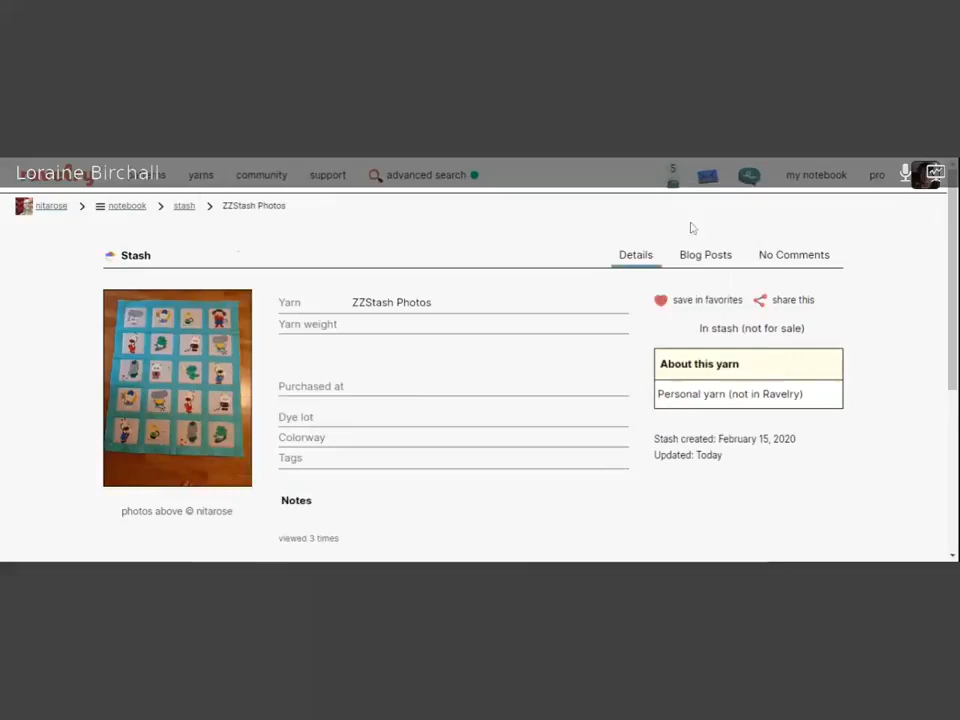 Loraine Birchall
yarns community support advanced search 5 my notebook pro
nitarose notebook stash ZZStash Photos
Stash Details Blog Posts No Comments
Yarn ZZStash Photos
save in favorites share this
Yarn weight
In stash (not for sale)
About this yarn
Purchased at
Personal yarn (not in Ravelry)
Dye lot
Colorway
Stash created: February 15, 2020
Tags
Updated: Today
Notes
photos above © nitarose
viewed 3 times